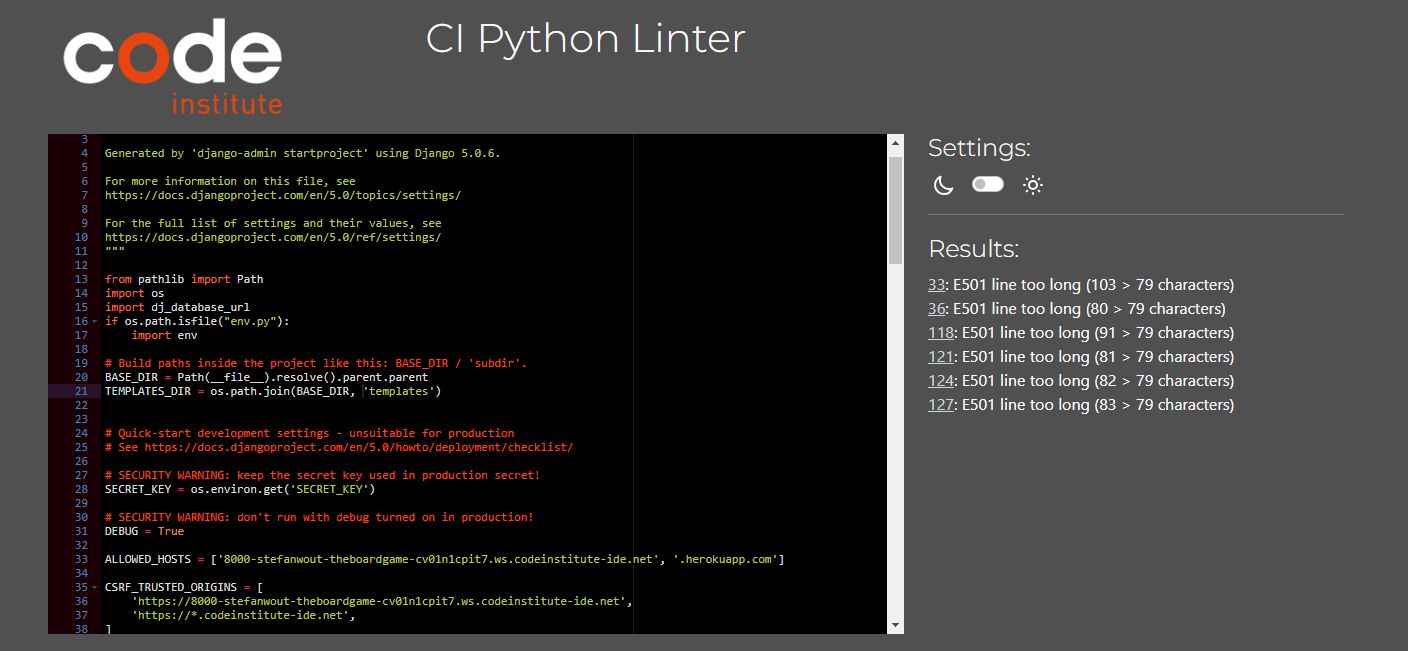 code
institute
CI Python Linter
3
4 Generated by 'django-admin startproject' using Django 5.0.6.
5
6 For more information on this file, see
7 https://docs.djangoproject.com/en/5.0/topics/settings/
8
9 For the full list of settings and their values, see
10 https://docs.djangoproject.com/en/5.0/ref/settings/
11 """
12
13 from pathlib import Path
14 import os
15 import dj_database_url
16 if os.path.isfile("env.py"):
17     import env
18
19 # Build paths inside the project like this: BASE_DIR / 'subdir'.
20 BASE_DIR = Path(__file__).resolve().parent.parent
21 TEMPLATES_DIR = os.path.join(BASE_DIR, 'templates')
22
23
24 # Quick-start development settings - unsuitable for production
25 # See https://docs.djangoproject.com/en/5.0/howto/deployment/checklist/
26
27 # SECURITY WARNING: keep the secret key used in production secret!
28 SECRET_KEY = os.environ.get('SECRET_KEY')
29
30 # SECURITY WARNING: don't run with debug turned on in production!
31 DEBUG = True
32
33 ALLOWED_HOSTS = ['8000-stefanwout-theboardgame-cv01n1cpit7.ws.codeinstitute-ide.net', '.herokuapp.com']
34
35 CSRF_TRUSTED_ORIGINS = [
36     'https://8000-stefanwout-theboardgame-cv01n1cpit7.ws.codeinstitute-ide.net',
37     'https://*.codeinstitute-ide.net',
38 ]
Settings:
Results:
33: E501 line too long (103 > 79 characters)
36: E501 line too long (80 > 79 characters)
118: E501 line too long (91 > 79 characters)
121: E501 line too long (81 > 79 characters)
124: E501 line too long (82 > 79 characters)
127: E501 line too long (83 > 79 characters)